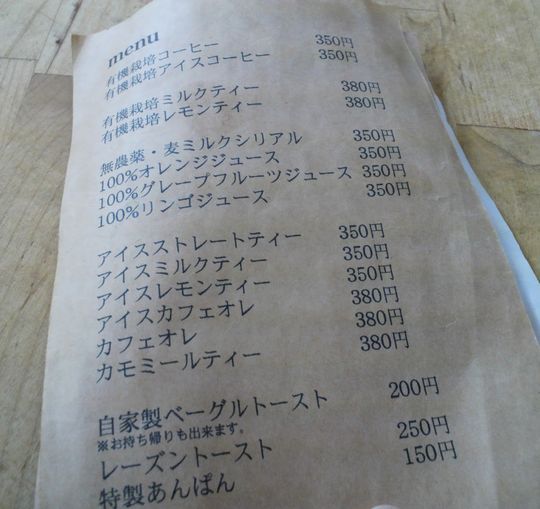 menu
有機栽培コーヒー 350円
有機栽培アイスコーヒー 350円
有機栽培ミルクティー 380円
有機栽培レモンティー 380円
無農薬・麦ミルクシリアル 350円
100%オレンジジュース 350円
100%グレープフルーツジュース 350円
100%リンゴジュース 350円
アイスストレートティー 350円
アイスミルクティー 350円
アイスレモンティー 350円
アイスカフェオレ 380円
カフェオレ 380円
カモミールティー 380円
自家製ベーグルトースト 200円
※お持ち帰りも出来ます。
レーズントースト 250円
特製あんぱん 150円